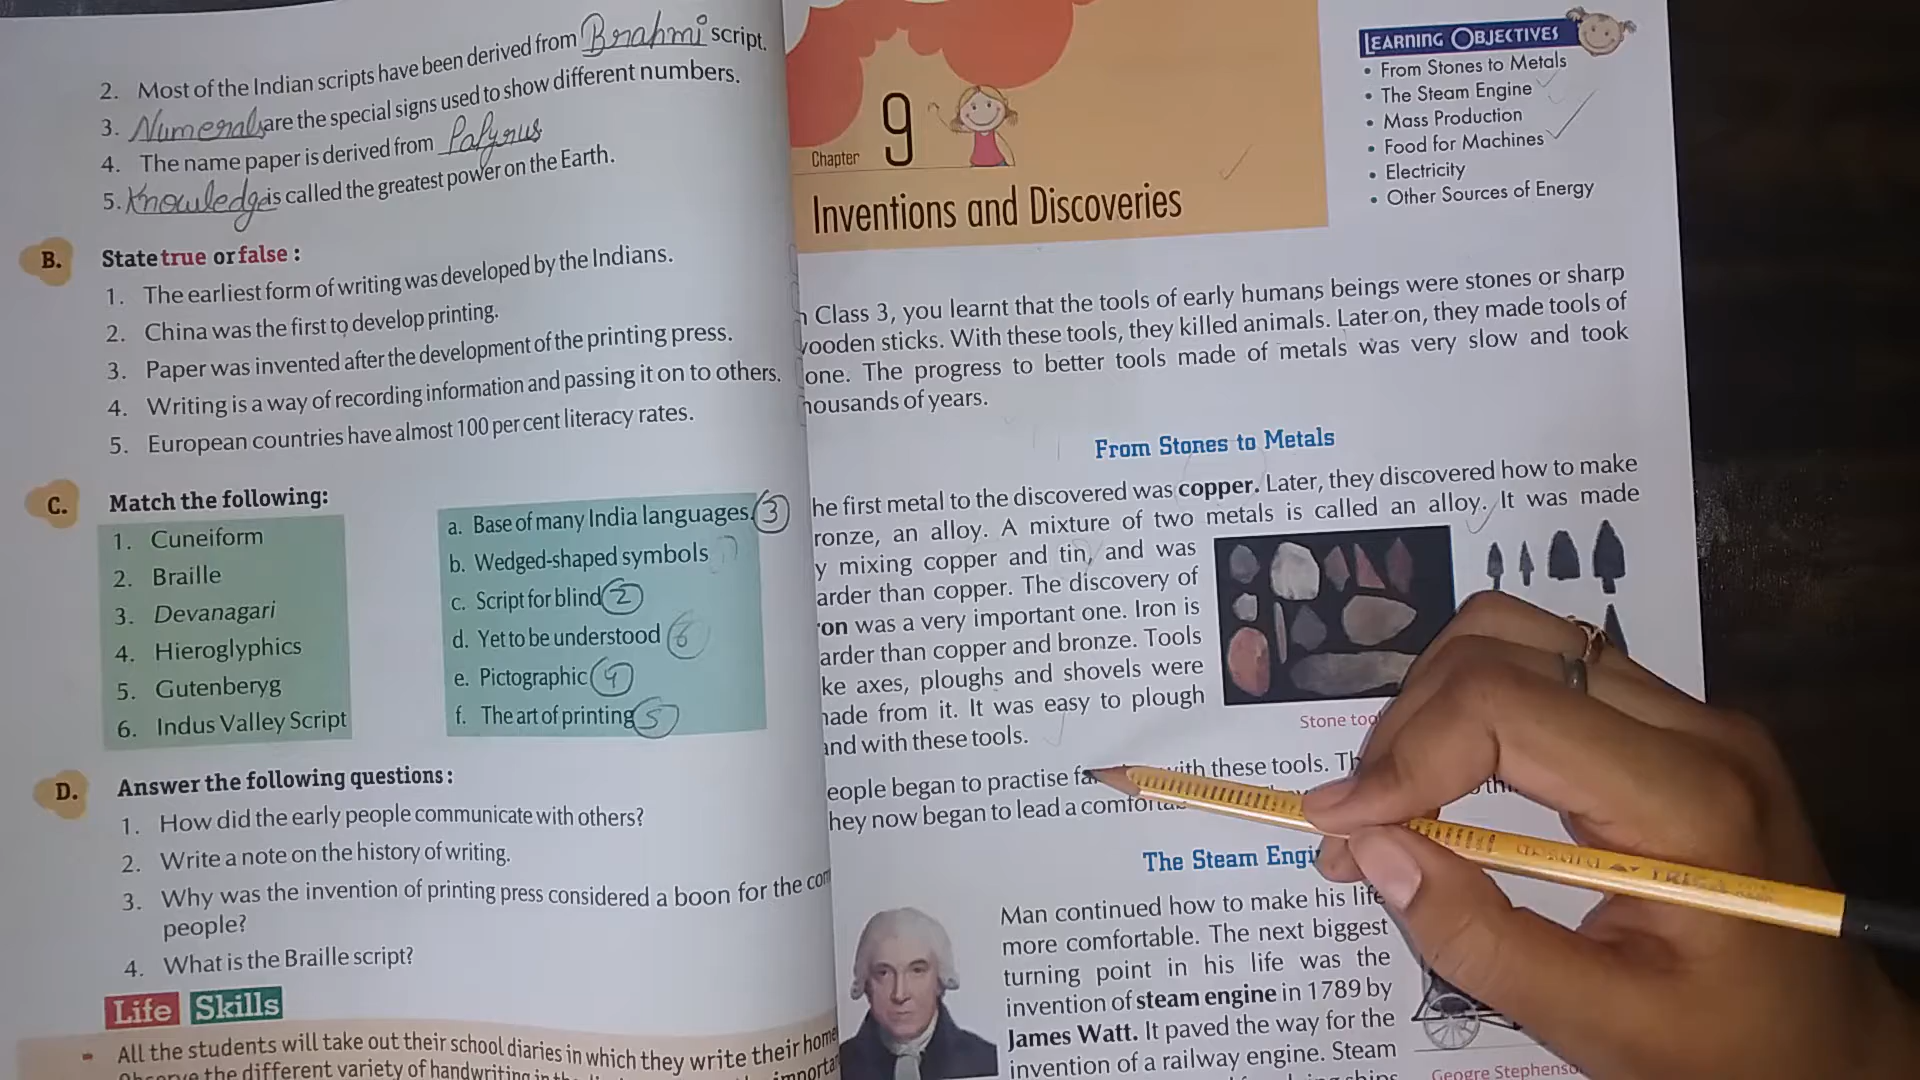 2. Most of the Indian scripts have been derived from Brahmi script.
3. Numerals are the special signs used to show different numbers.
4. The name paper is derived from Papyrus
5. Knowledge is called the greatest power on the Earth.
B. State true or false :
1. The earliest form of writing was developed by the Indians.
2. China was the first to develop printing.
3. Paper was invented after the development of the printing press.
4. Writing is a way of recording information and passing it on to others.
5. European countries have almost 100 per cent literacy rates.
C. Match the following:
1. Cuneiform
2. Braille
3. Devanagari
4. Hieroglyphics
5. Gutenberyg
6. Indus Valley Script
a. Base of many India languages. 3
b. Wedged-shaped symbols 1
c. Script for blind 2
d. Yet to be understood 6
e. Pictographic 4
f. The art of printing 5
D. Answer the following questions :
1. How did the early people communicate with others?
2. Write a note on the history of writing.
3. Why was the invention of printing press considered a boon for the com
people?
4. What is the Braille script?
Life Skills
All the students will take out their school diaries in which they write their home
the different variety of handwriting in
importa
Chapter 9
Inventions and Discoveries
LEARNING OBJECTIVES
• From Stones to Metals
• The Steam Engine
• Mass Production
• Food for Machines
• Electricity
• Other Sources of Energy
n Class 3, you learnt that the tools of early humans beings were stones or sharp
wooden sticks. With these tools, they killed animals. Later on, they made tools of
one. The progress to better tools made of metals was very slow and took
housands of years.
From Stones to Metals
he first metal to the discovered was copper. Later, they discovered how to make
ronze, an alloy. A mixture of two metals is called an alloy. It was made
y mixing copper and tin, and was
arder than copper. The discovery of
ron was a very important one. Iron is
arder than copper and bronze. Tools
ke axes, ploughs and shovels were
nade from it. It was easy to plough
and with these tools.
Stone too
eople began to practise fa with these tools. Th
hey now began to lead a comforta
The Steam Engi
Man continued how to make his life
more comfortable. The next biggest
turning point in his life was the
invention of steam engine in 1789 by
James Watt. It paved the way for the
invention of a railway engine. Steam
Geogre Stephenso